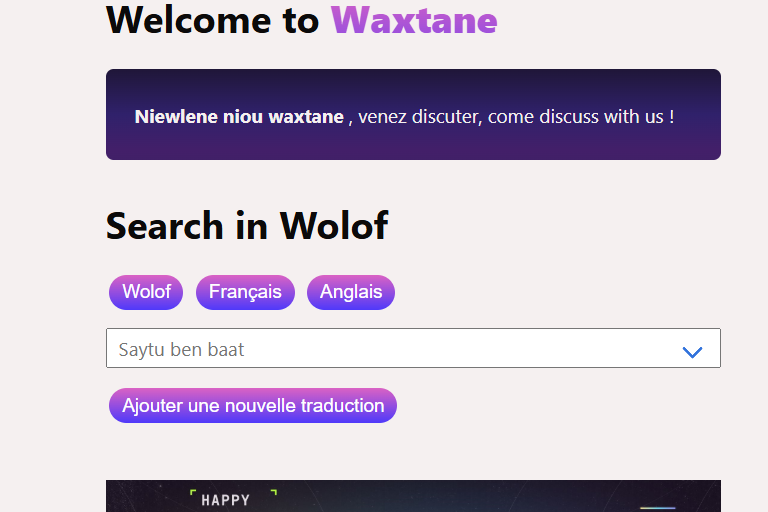 Welcome to Waxtane
Niewlene niou waxtane , venez discuter, come discuss with us !
Search in Wolof
Wolof Français Anglais
Saytu ben baat
Ajouter une nouvelle traduction
HAPPY